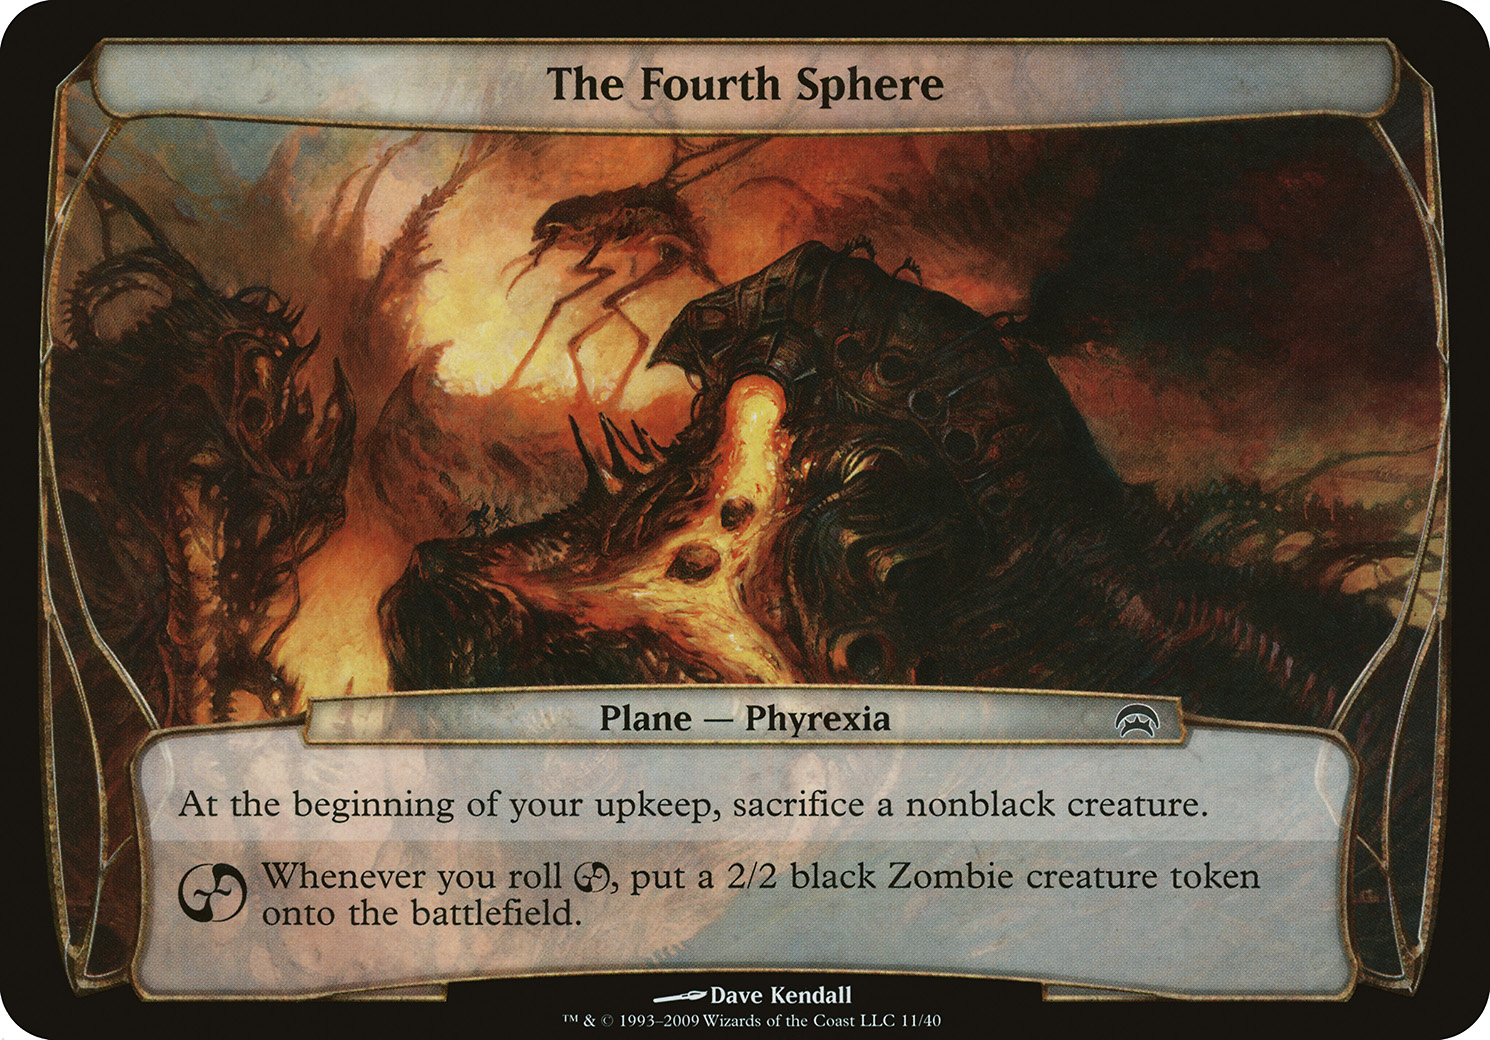 The Fourth Sphere
Plane — Phyrexia
At the beginning of your upkeep, sacrifice a nonblack creature.
Whenever you roll , put a 2/2 black Zombie creature token
onto the battlefield.
Dave Kendall
™ & © 1993–2009 Wizards of the Coast LLC 11/40